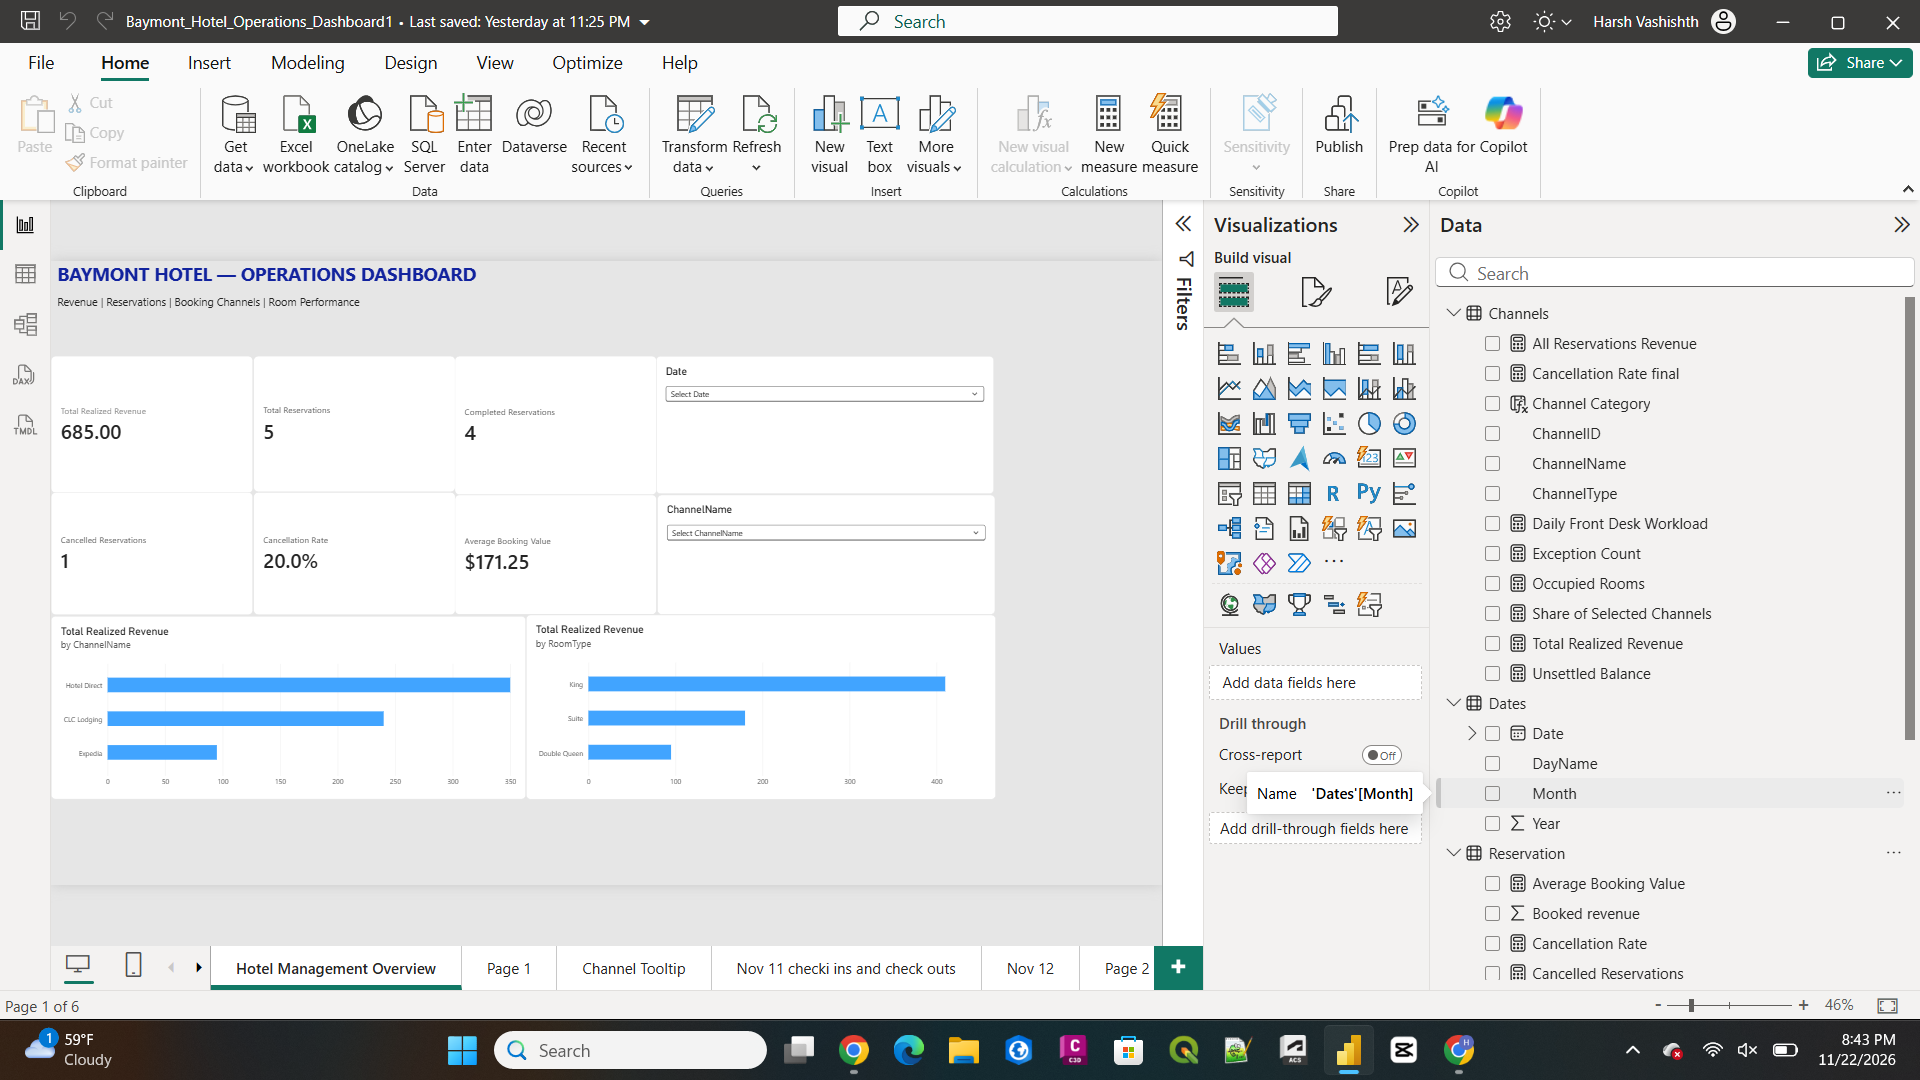 Baymont_Hotel_Operations_Dashboard1 • Last saved: Yesterday at 11:25 PM
Search
Harsh Vashishth
File
Home
Insert
Modeling
Design
View
Optimize
Help
Share
Paste
Cut
Copy
Format painter
Clipboard
Get data
Excel workbook
OneLake catalog
SQL Server
Enter data
Dataverse
Recent sources
Data
Transform data
Refresh
Queries
New visual
Text box
More visuals
Insert
New visual calculation
New measure
Quick measure
Calculations
Sensitivity
Sensitivity
Publish
Share
Prep data for AI
Copilot
Copilot
DAX
TMDL
BAYMONT HOTEL — OPERATIONS DASHBOARD
Revenue | Reservations | Booking Channels | Room Performance
Total Realized Revenue
685.00
Total Reservations
5
Completed Reservations
4
Date
Select Date
Cancelled Reservations
1
Cancellation Rate
20.0%
Average Booking Value
$171.25
ChannelName
Select ChannelName
Total Realized Revenue
by ChannelName
Hotel Direct
CLC Lodging
Expedia
0 50 100 150 200 250 300 350
Total Realized Revenue
by RoomType
King
Suite
Double Queen
0 100 200 300 400
Filters
Visualizations
Build visual
123
R
Py
Values
Add data fields here
Drill through
Cross-report
Off
Keep
Name 'Dates'[Month]
Add drill-through fields here
Data
Search
Channels
All Reservations Revenue
Cancellation Rate final
Channel Category
ChannelID
ChannelName
ChannelType
Daily Front Desk Workload
Exception Count
Occupied Rooms
Share of Selected Channels
Total Realized Revenue
Unsettled Balance
Dates
Date
DayName
Month
Year
Reservation
Average Booking Value
Booked revenue
Cancellation Rate
Cancelled Reservations
Hotel Management Overview
Page 1
Channel Tooltip
Nov 11 checki ins and check outs
Nov 12
Page 2
Page 1 of 6
46%
1
59°F
Cloudy
Search
C3D
ACS
H
8:43 PM
11/22/2026